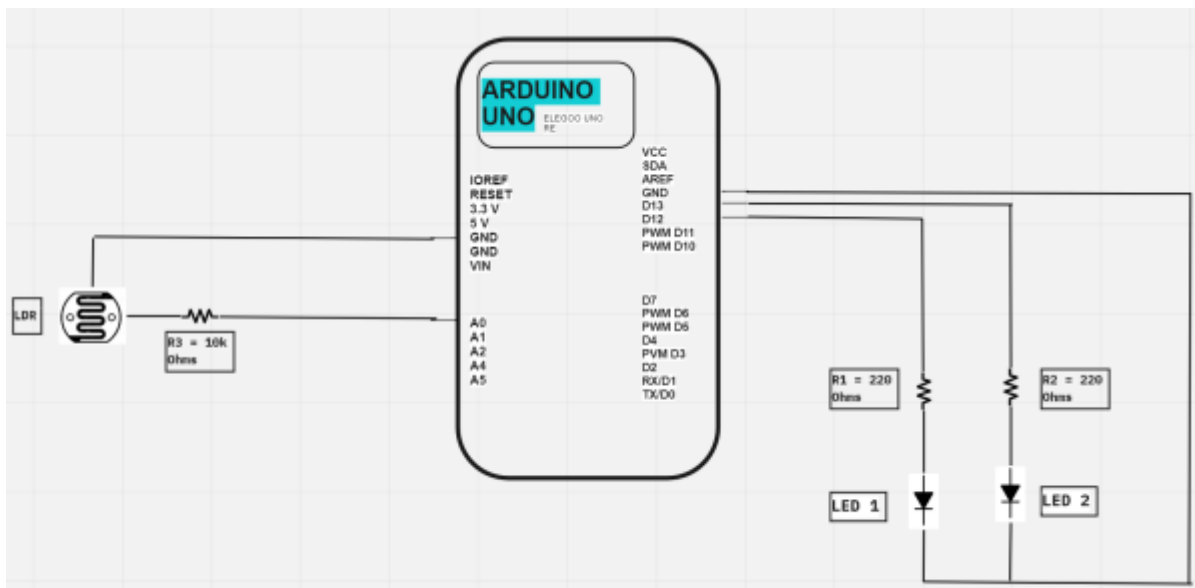 ARDUINO
UNO
ELEGOO UNO
RE
IOREF
RESET
3.3 V
5 V
GND
GND
VIN
A0
A1
A2
A4
A5
VCC
SDA
AREF
GND
D13
D12
PWM D11
PWM D10
D7
PWM D6
PWM D5
D4
PVM D3
D2
RX/D1
TX/D0
LDR
R3 = 10k
Ohms
R1 = 220
Ohms
R2 = 220
Ohms
LED 1
LED 2